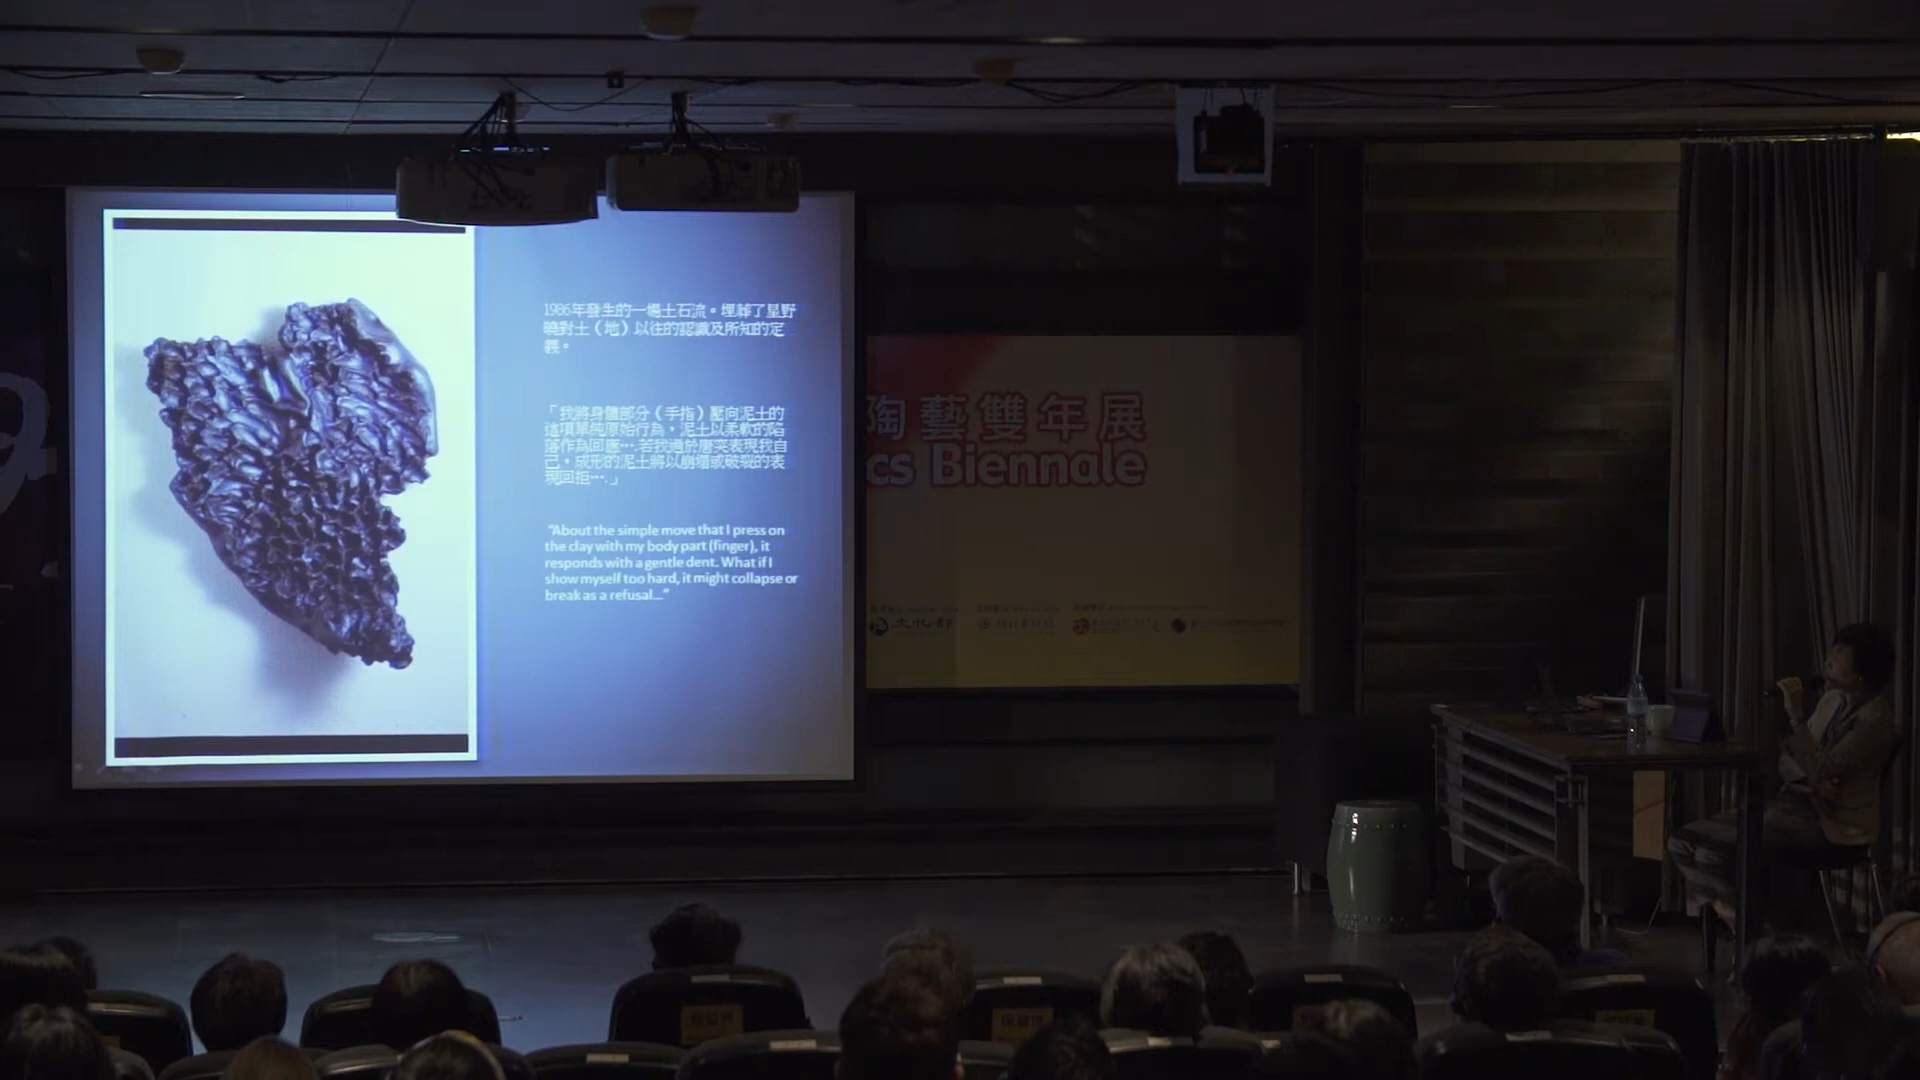 1986年發生的一場土石流。埋葬了星野
曉對土（地）以往的認識及所知的定
義。
「我將身體部分（手指）壓向泥土的
這項單純原始行為，泥土以柔軟的陷
落作為回應….若我過於唐突表現我自
己，成形的泥土將以崩塌或破裂的表
現回拒….」
“About the simple move that I press on
the clay with my body part (finger), it
responds with a gentle dent. What if I
show myself too hard, it might collapse or
break as a refusal...”
陶藝雙年展
cs Biennale
文化部